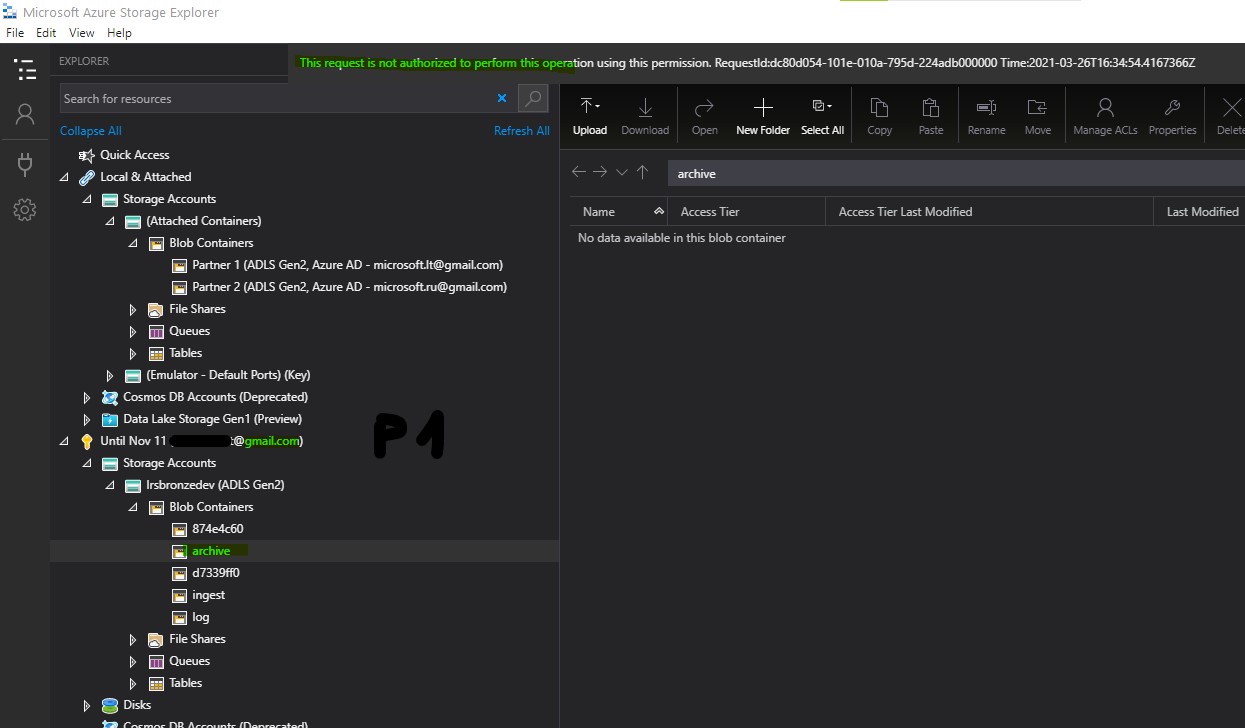 Microsoft Azure Storage Explorer
File Edit View Help
EXPLORER
This request is not authorized to perform this operation using this permission. RequestId:dc80d054-101e-010a-795d-224adb000000 Time:2021-03-26T16:34:54.4167366Z
Search for resources
Collapse All Refresh All
Quick Access
Local & Attached
Storage Accounts
(Attached Containers)
Blob Containers
Partner 1 (ADLS Gen2, Azure AD - microsoft.lt@gmail.com)
Partner 2 (ADLS Gen2, Azure AD - microsoft.ru@gmail.com)
File Shares
Queues
Tables
(Emulator - Default Ports) (Key)
Cosmos DB Accounts (Deprecated)
Data Lake Storage Gen1 (Preview)
Until Nov 11 t@gmail.com)
P1
Storage Accounts
lrsbronzedev (ADLS Gen2)
Blob Containers
874e4c60
archive
d7339ff0
ingest
log
File Shares
Queues
Tables
Disks
Cosmos DB Accounts (Deprecated)
Upload Download Open New Folder Select All Copy Paste Rename Move Manage ACLs Properties Delete
archive
Name Access Tier Access Tier Last Modified Last Modified
No data available in this blob container